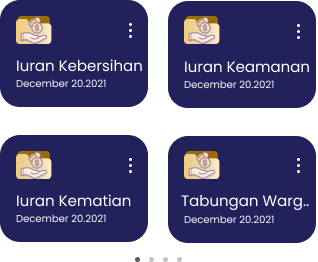 Iuran Kebersihan
December 20.2021
Iuran Keamanan
December 20.2021
Iuran Kematian
December 20.2021
Tabungan Warg..
December 20.2021